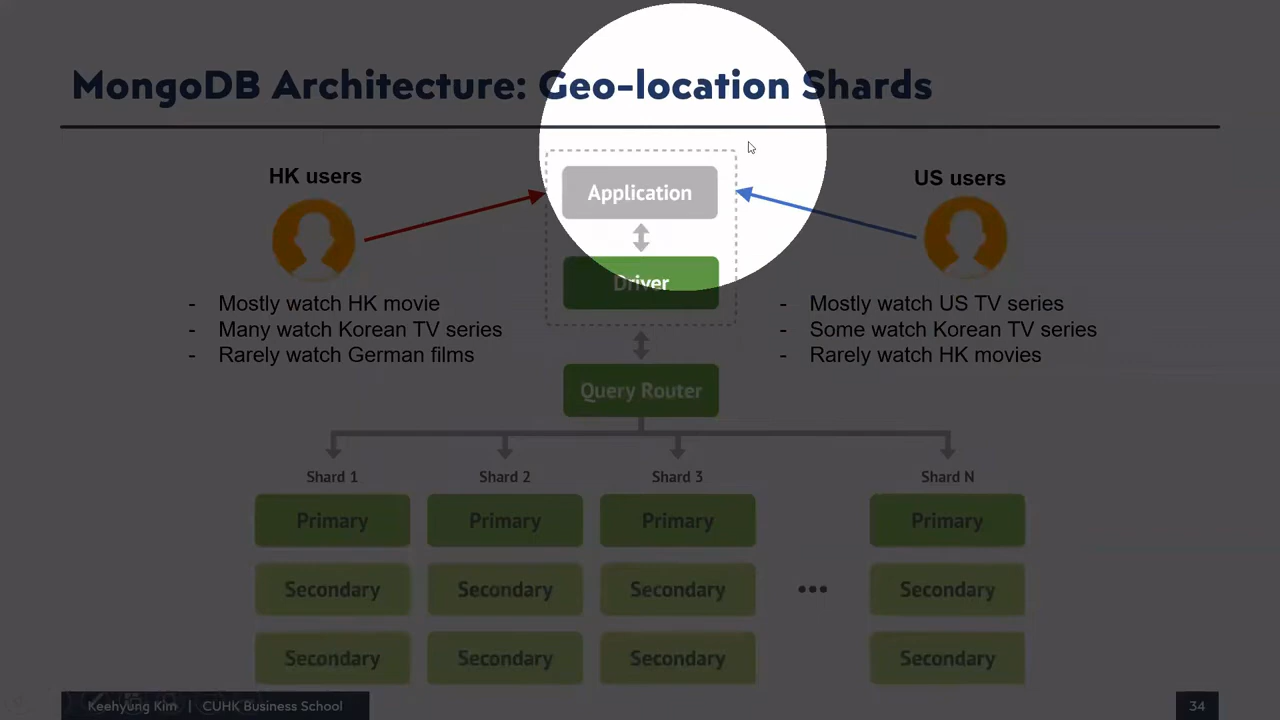 MongoDB Architecture: Geo-location Shards
HK users
US users
Application
Driver
- Mostly watch HK movie
- Many watch Korean TV series
- Rarely watch German films
- Mostly watch US TV series
- Some watch Korean TV series
- Rarely watch HK movies
Query Router
Shard 1 Shard 2 Shard 3 Shard N
Primary Primary Primary Primary
Secondary Secondary Secondary ••• Secondary
Secondary Secondary Secondary Secondary
Keehyung Kim | CUHK Business School 34